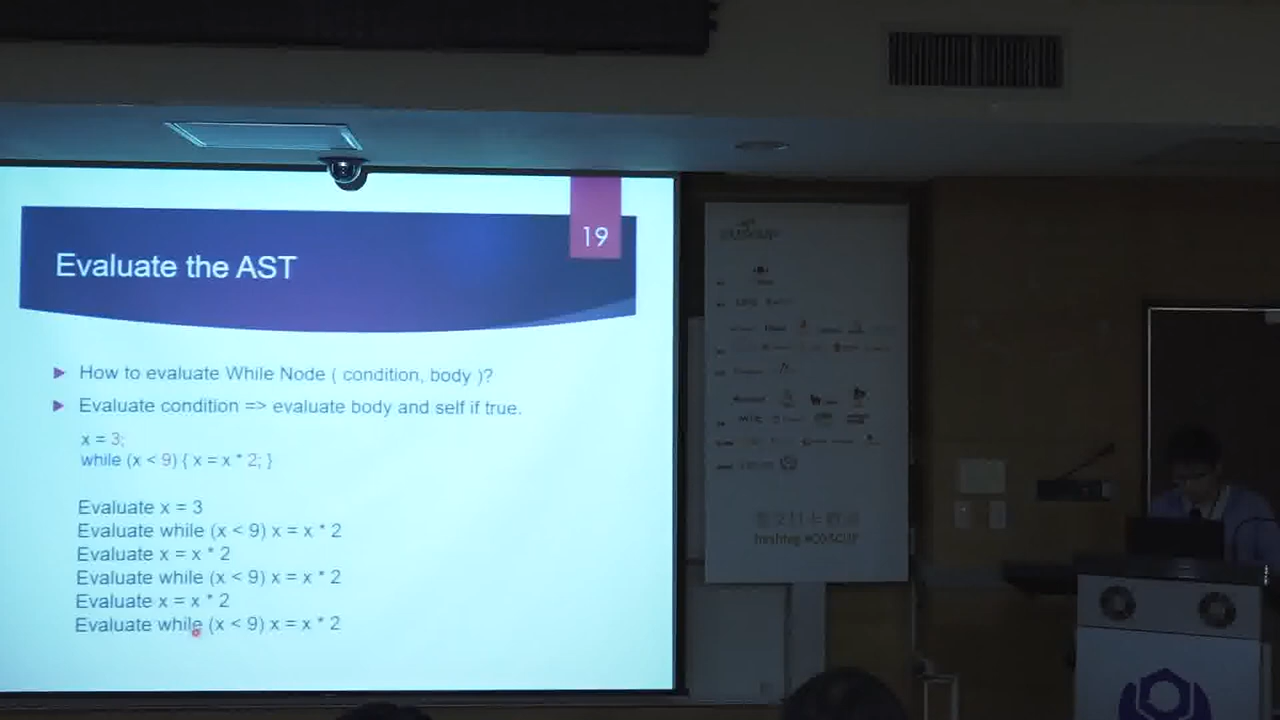 19
Evaluate the AST
How to evaluate While Node ( condition, body )?
Evaluate condition => evaluate body and self if true.
x = 3;
while (x < 9) { x = x * 2; }
Evaluate x = 3
Evaluate while (x < 9) x = x * 2
Evaluate x = x * 2
Evaluate while (x < 9) x = x * 2
Evaluate x = x * 2
Evaluate while (x < 9) x = x * 2
hashtag #COSCUP